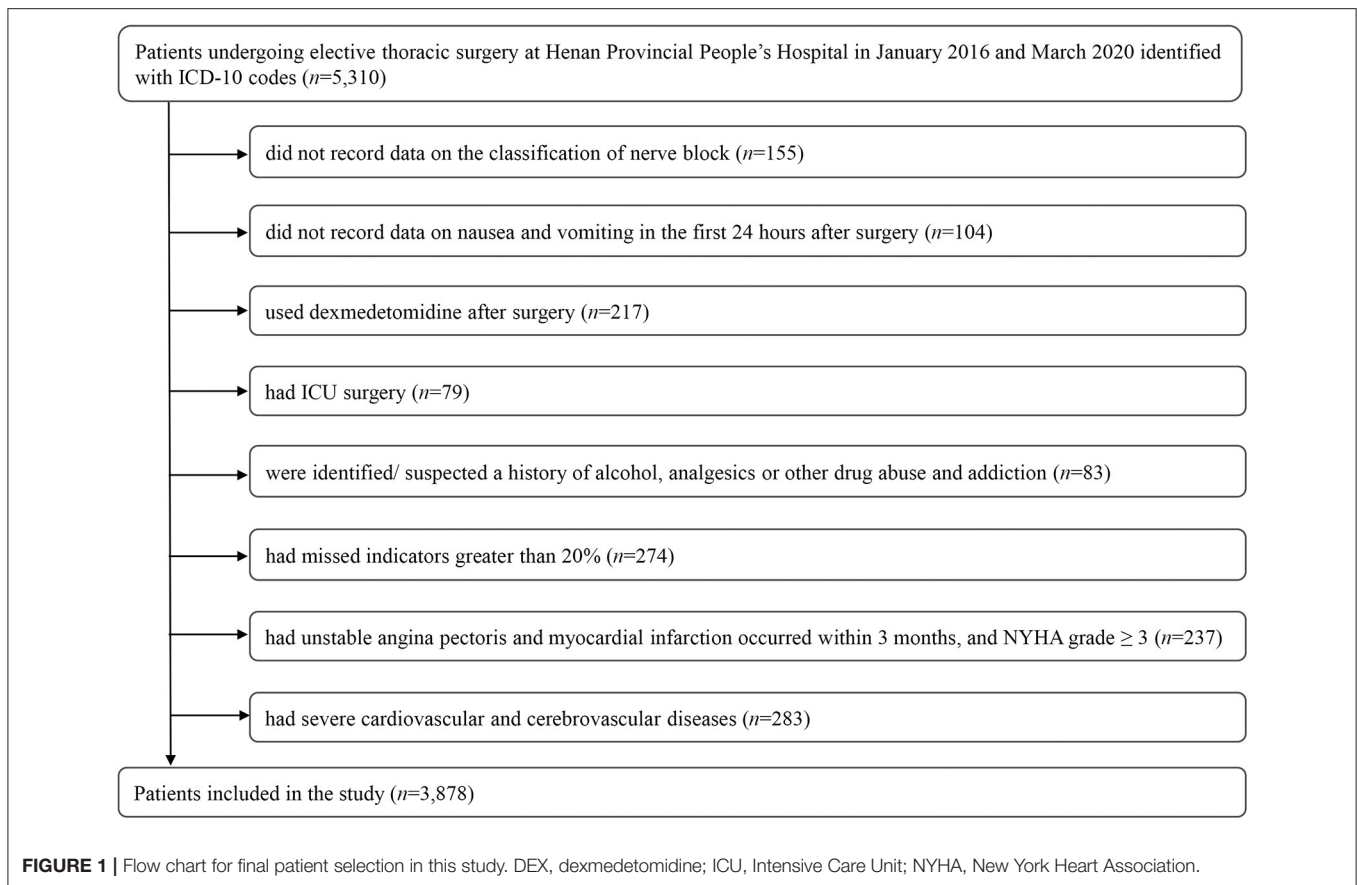 Patients undergoing elective thoracic surgery at Henan Provincial People's Hospital in January 2016 and March 2020 identified
with ICD-10 codes (n=5,310)
did not record data on the classification of nerve block (n=155)
did not record data on nausea and vomiting in the first 24 hours after surgery (n=104)
used dexmedetomidine after surgery (n=217)
had ICU surgery (n=79)
were identified/ suspected a history of alcohol, analgesics or other drug abuse and addiction (n=83)
had missed indicators greater than 20% (n=274)
had unstable angina pectoris and myocardial infarction occurred within 3 months, and NYHA grade ≥ 3 (n=237)
had severe cardiovascular and cerebrovascular diseases (n=283)
Patients included in the study (n=3,878)
FIGURE 1 | Flow chart for final patient selection in this study. DEX, dexmedetomidine; ICU, Intensive Care Unit; NYHA, New York Heart Association.